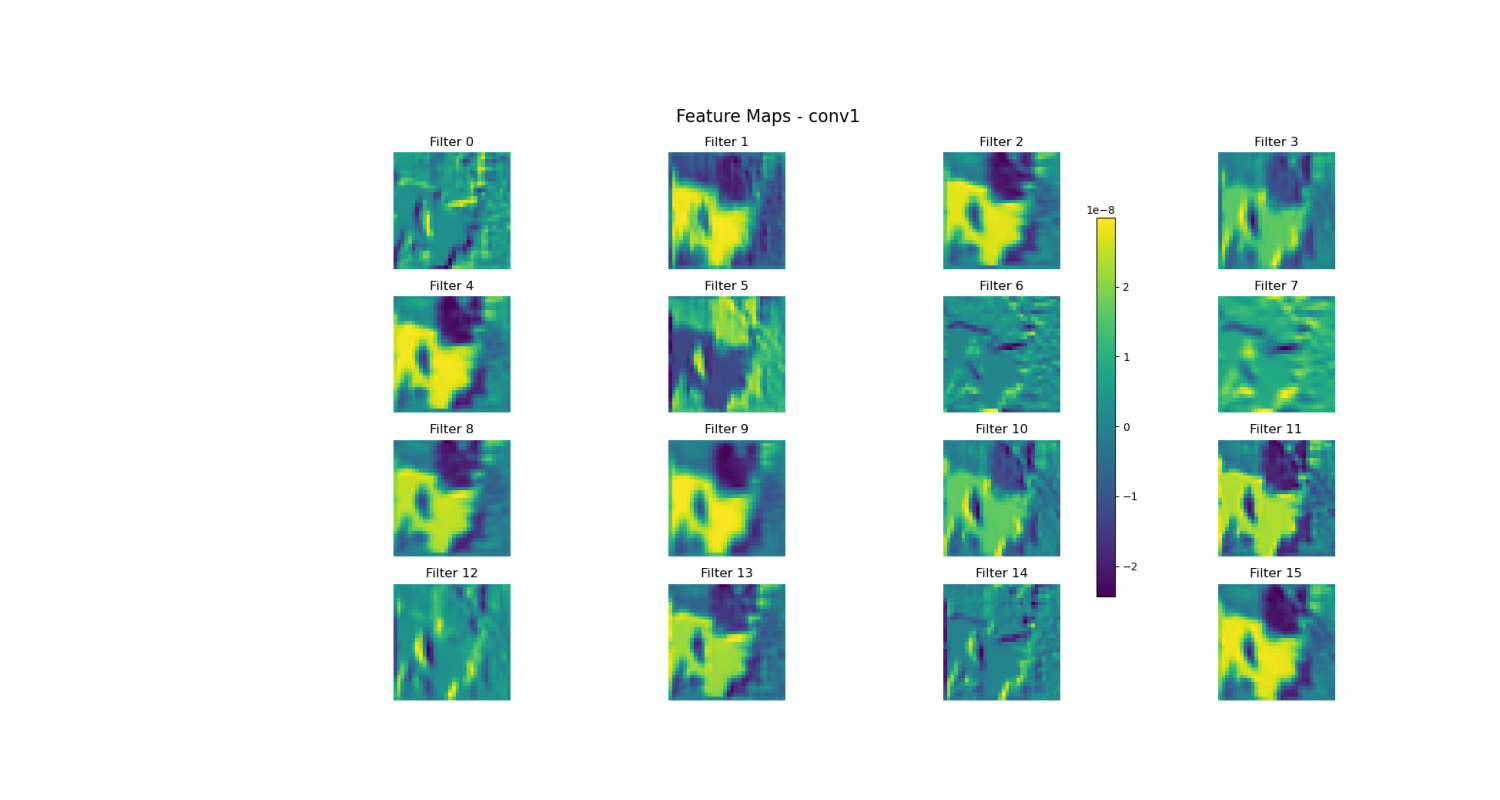 Feature Maps - conv1
Filter 0
Filter 1
Filter 2
Filter 3
1e−8
2
1
0
−1
−2
Filter 4
Filter 5
Filter 6
Filter 7
Filter 8
Filter 9
Filter 10
Filter 11
Filter 12
Filter 13
Filter 14
Filter 15